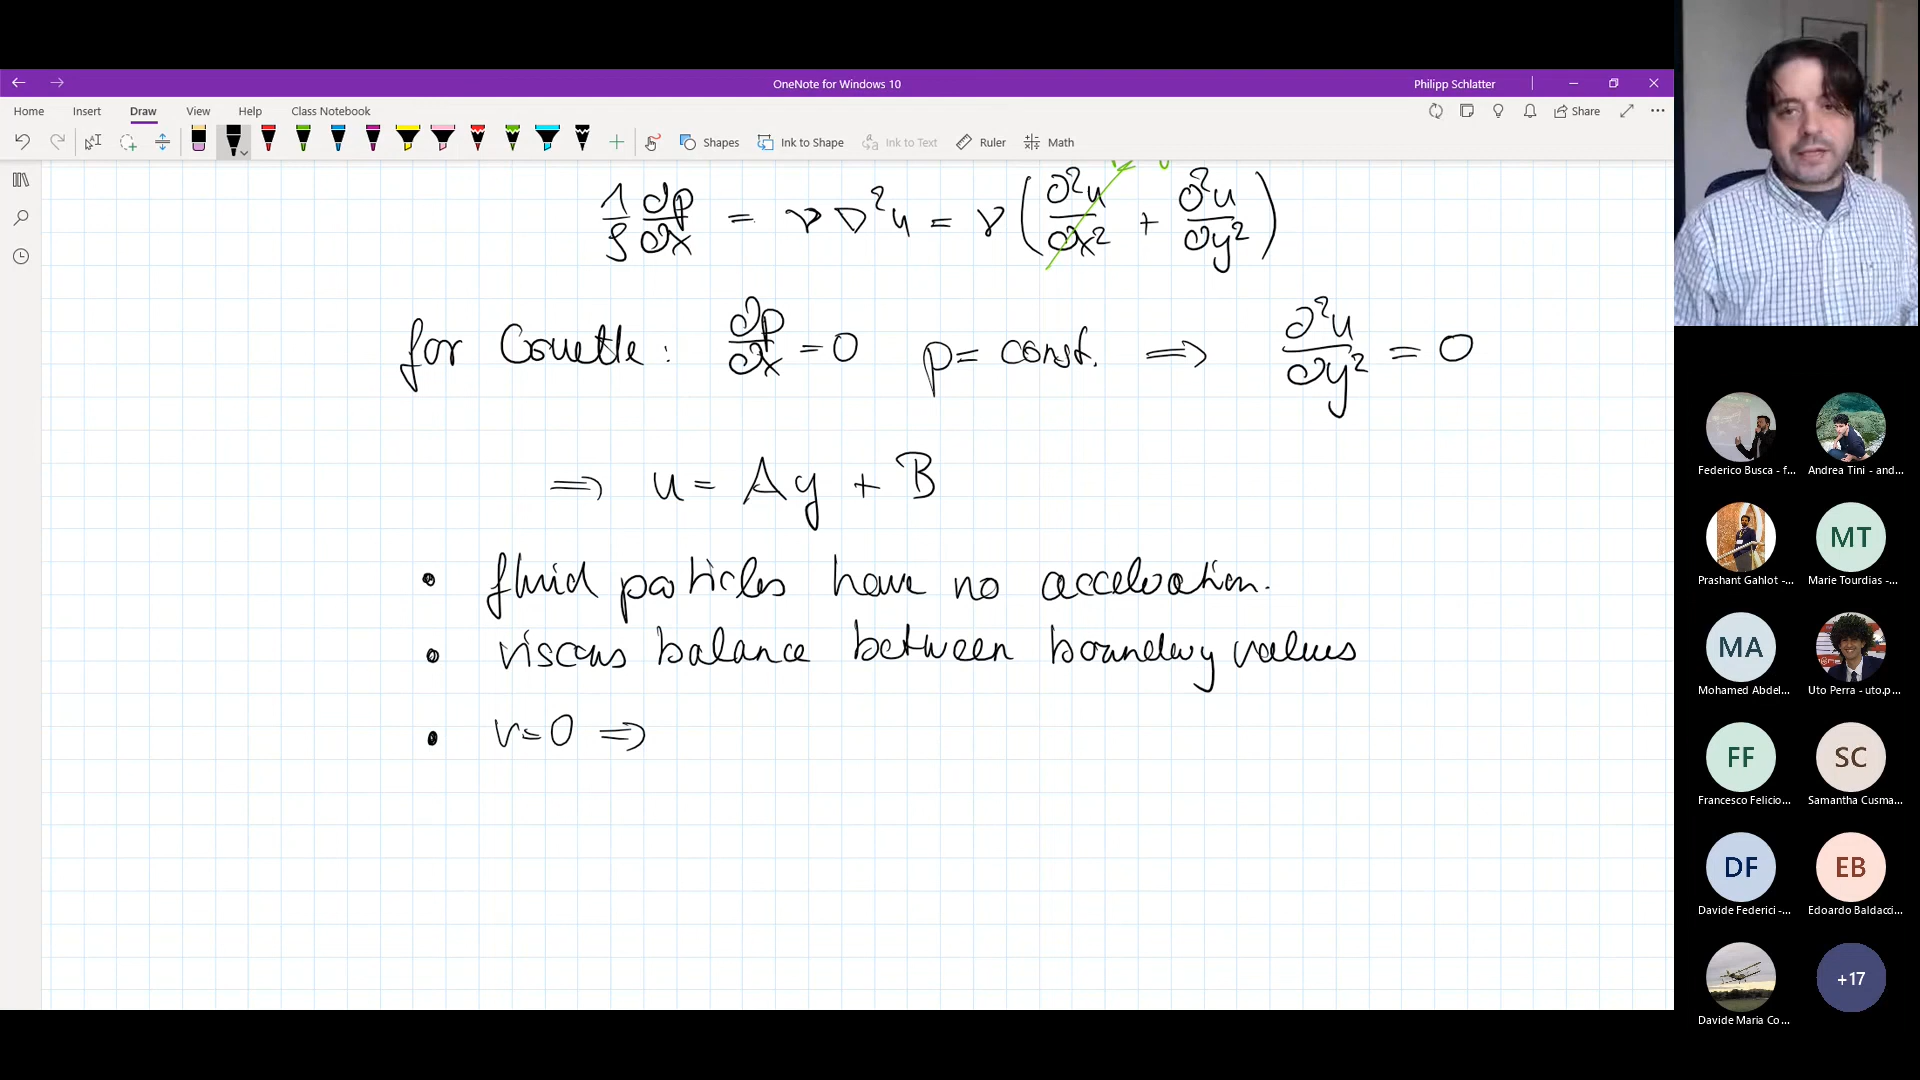 OneNote for Windows 10
Philipp Schlatter
Home Insert Draw View Help Class Notebook
Share
Shapes Ink to Shape Ink to Text Ruler Math
1/ρ ∂p/∂x = ν ∇²u = ν ( ∂²u/∂x² + ∂²u/∂y² )
for Couette : ∂p/∂x = 0 p = const. ⟹ ∂²u/∂y² = 0
⟹ u = Ay + B
• fluid particles have no acceleration.
• viscous balance between boundary values
• v=0 ⟹
Federico Busca - f... Andrea Tini - and...
Prashant Gahlot -... MT Marie Tourdias -...
MA Mohamed Abdel... Uto Perra - uto.p...
FF Francesco Felicio... SC Samantha Cusma...
DF Davide Federici -... EB Edoardo Baldacci...
Davide Maria Co... +17